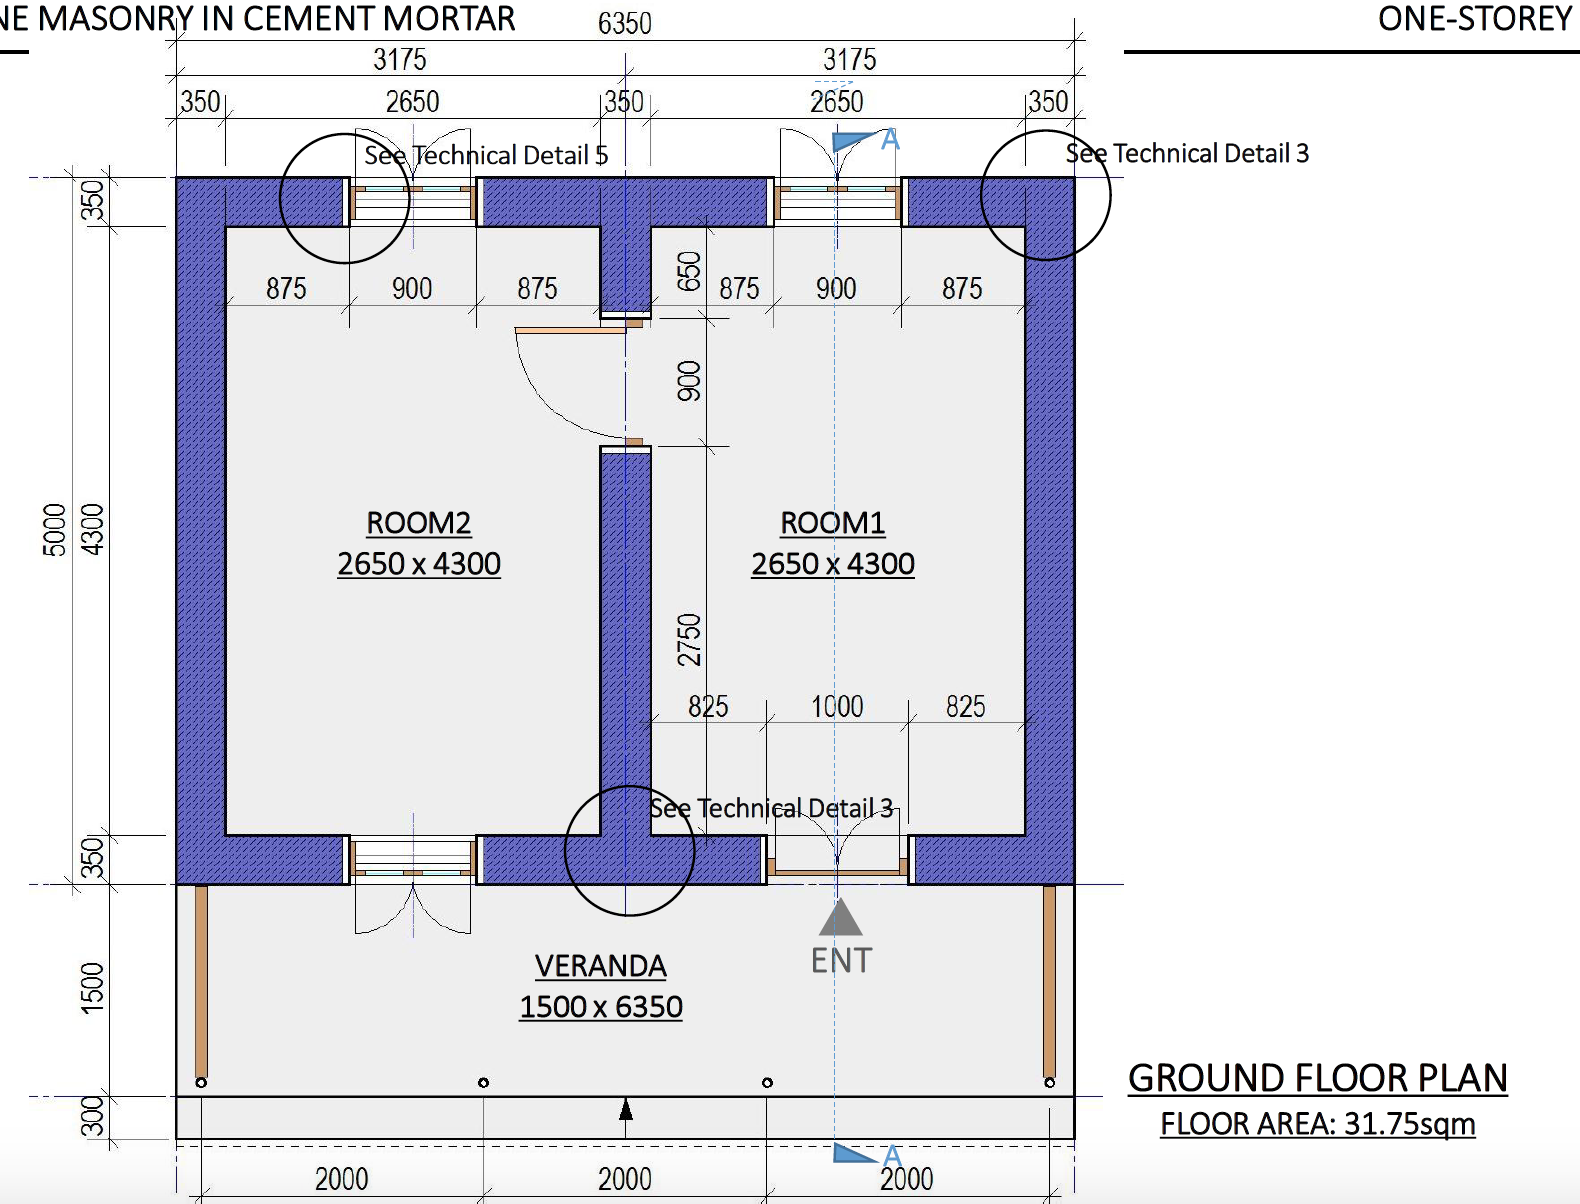 NE MASONRY IN CEMENT MORTAR
ONE-STOREY
6350
3175
3175
350
2650
350
2650
350
See Technical Detail 5
A
See Technical Detail 3
350
875
900
875
650
875
900
875
900
5000
4300
ROOM2
2650 x 4300
ROOM1
2650 x 4300
2750
825
1000
825
See Technical Detail 3
350
ENT
VERANDA
1500 x 6350
1500
GROUND FLOOR PLAN
FLOOR AREA: 31.75sqm
300
A
2000
2000
2000